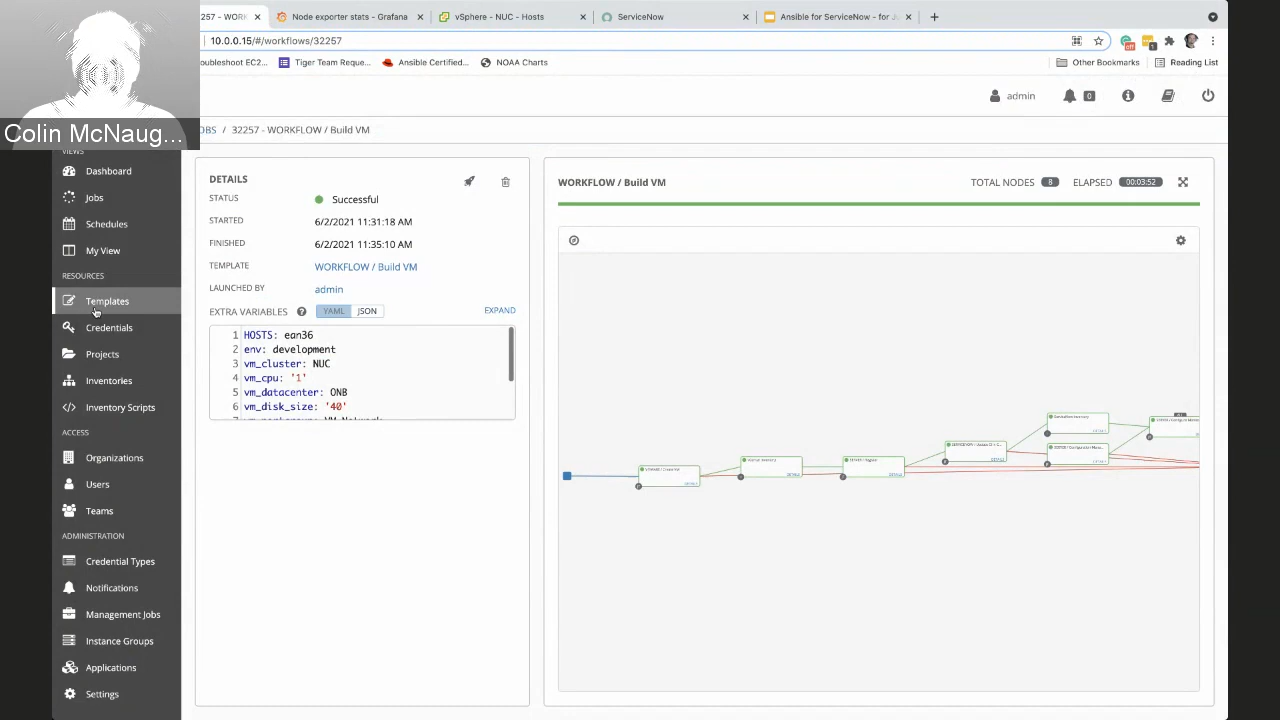 257 - WORKFLOW /
Node exporter stats - Grafana
vSphere - NUC - Hosts
ServiceNow
Ansible for ServiceNow - for
10.0.0.15/#/workflows/32257
oubleshoot EC2...
Tiger Team Reque...
Ansible Certified...
NOAA Charts
Other Bookmarks
Reading List
off
1
admin
0
Colin McNaug...
OBS / 32257 - WORKFLOW / Build VM
VIEWS
Dashboard
Jobs
Schedules
My View
RESOURCES
Templates
Credentials
Projects
Inventories
Inventory Scripts
ACCESS
Organizations
Users
Teams
ADMINISTRATION
Credential Types
Notifications
Management Jobs
Instance Groups
Applications
Settings
DETAILS
STATUS Successful
STARTED 6/2/2021 11:31:18 AM
FINISHED 6/2/2021 11:35:10 AM
TEMPLATE WORKFLOW / Build VM
LAUNCHED BY admin
EXTRA VARIABLES YAML JSON EXPAND
1 HOSTS: ean36
2 env: development
3 vm_cluster: NUC
4 vm_cpu: '1'
5 vm_datacenter: ONB
6 vm_disk_size: '40'
WORKFLOW / Build VM
TOTAL NODES 8 ELAPSED 00:03:52